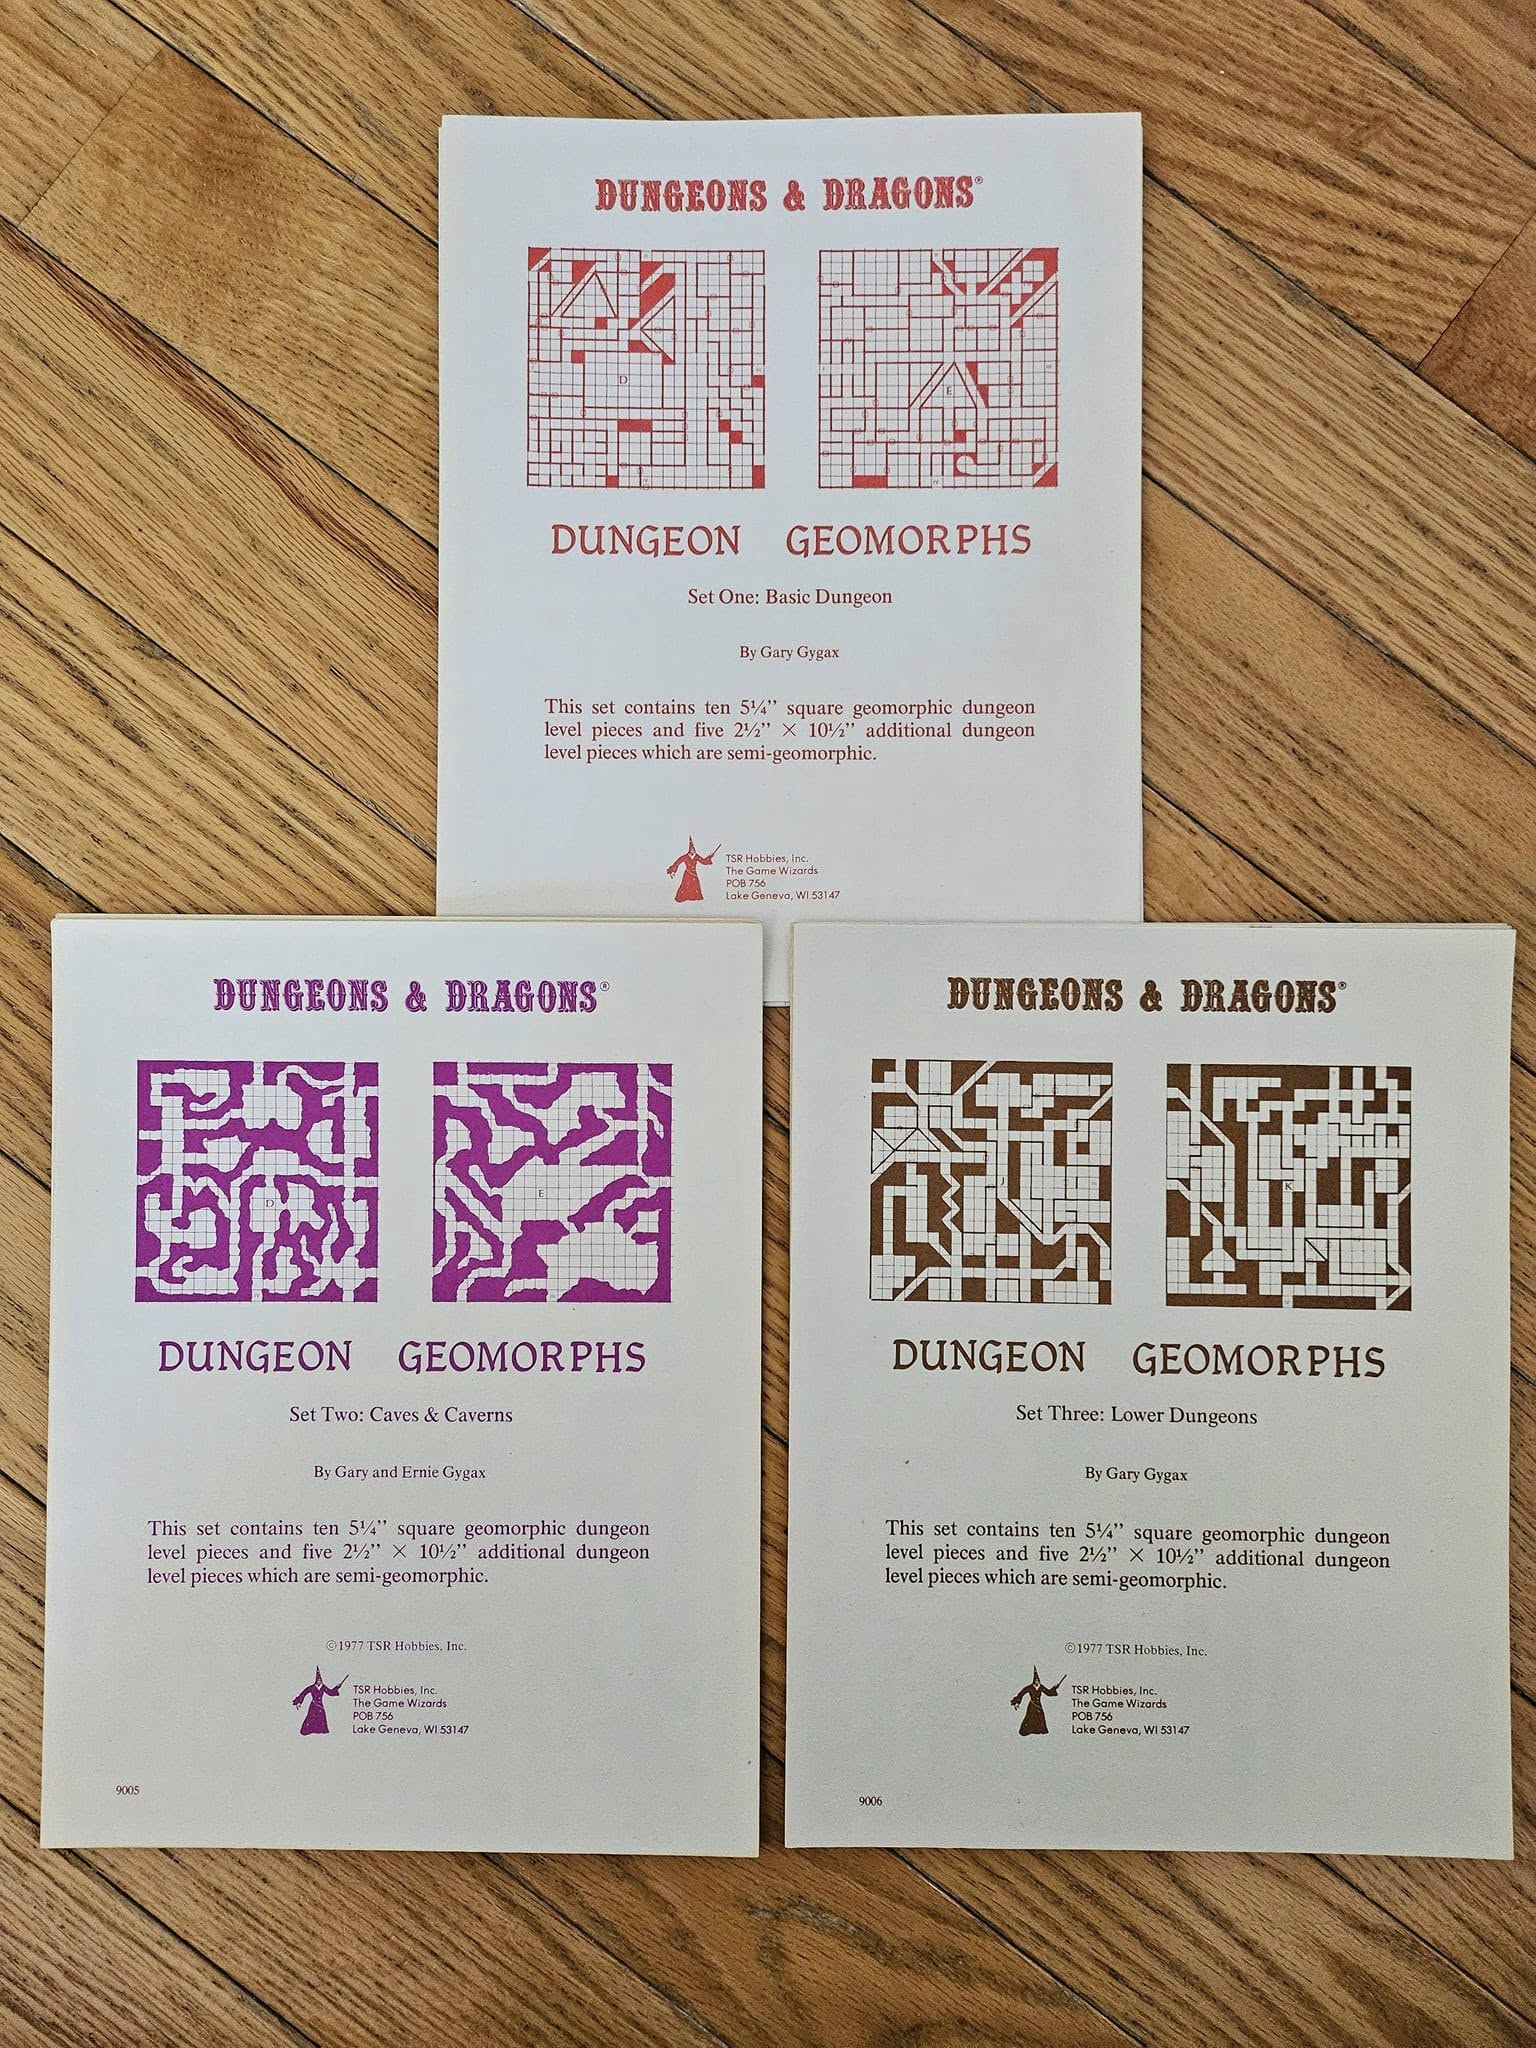 DUNGEONS & DRAGONS®
D
E
DUNGEON GEOMORPHS
Set One: Basic Dungeon
By Gary Gygax
This set contains ten 5¼” square geomorphic dungeon
level pieces and five 2½” × 10½” additional dungeon
level pieces which are semi-geomorphic.
TSR Hobbies, Inc.
The Game Wizards
POB 756
Lake Geneva, WI 53147
DUNGEONS & DRAGONS®
D
E
DUNGEON GEOMORPHS
Set Two: Caves & Caverns
By Gary and Ernie Gygax
This set contains ten 5¼” square geomorphic dungeon
level pieces and five 2½” × 10½” additional dungeon
level pieces which are semi-geomorphic.
©1977 TSR Hobbies, Inc.
TSR Hobbies, Inc.
The Game Wizards
POB 756
Lake Geneva, WI 53147
9005
DUNGEONS & DRAGONS®
J
K
DUNGEON GEOMORPHS
Set Three: Lower Dungeons
By Gary Gygax
This set contains ten 5¼” square geomorphic dungeon
level pieces and five 2½” × 10½” additional dungeon
level pieces which are semi-geomorphic.
©1977 TSR Hobbies, Inc.
TSR Hobbies, Inc.
The Game Wizards
POB 756
Lake Geneva, WI 53147
9006